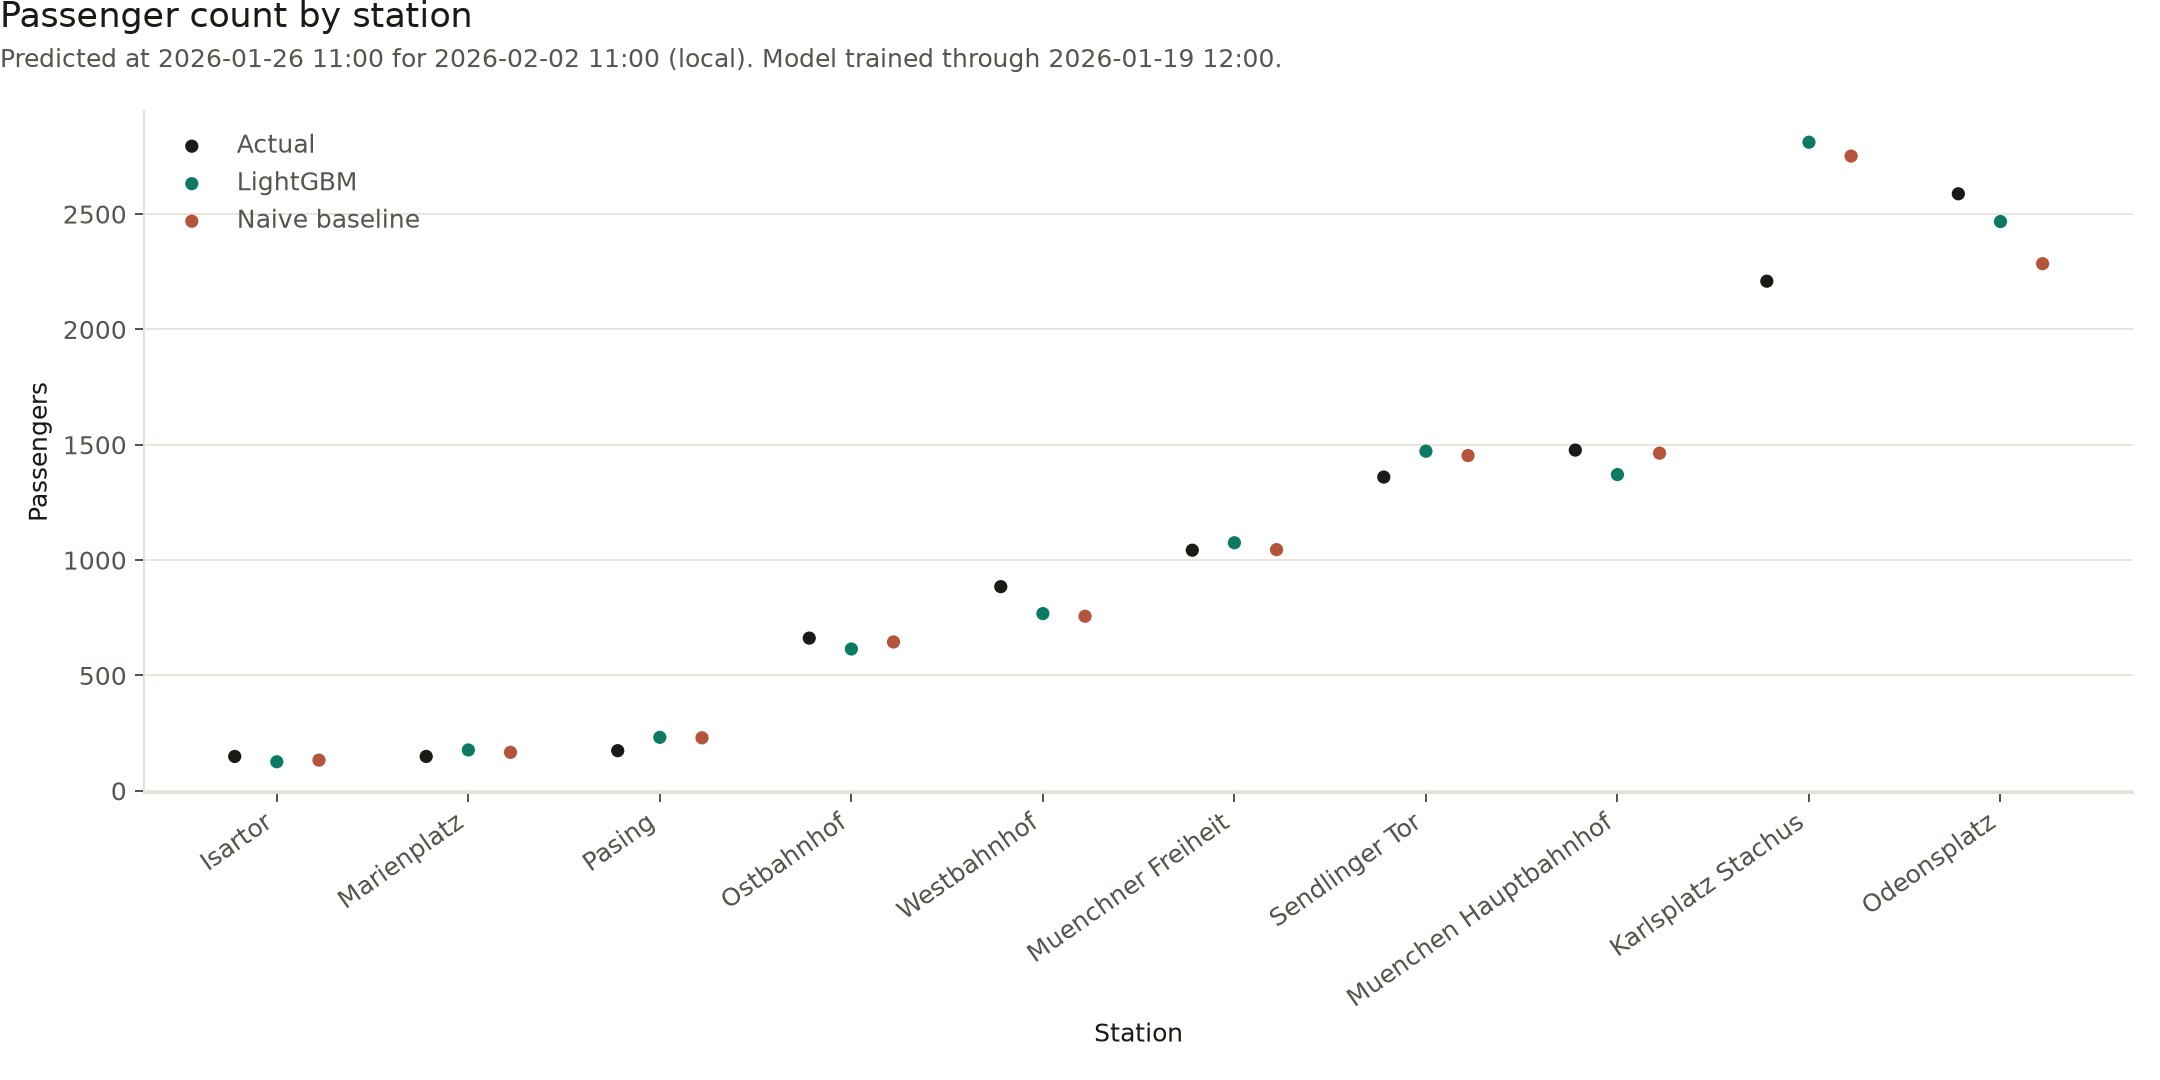 Passenger count by station
Predicted at 2026-01-26 11:00 for 2026-02-02 11:00 (local). Model trained through 2026-01-19 12:00.
Actual
LightGBM
Naive baseline
2500
2000
1500
1000
500
0
Passengers
Isartor
Marienplatz
Pasing
Ostbahnhof
Westbahnhof
Muenchner Freiheit
Sendlinger Tor
Muenchen Hauptbahnhof
Karlsplatz Stachus
Odeonsplatz
Station